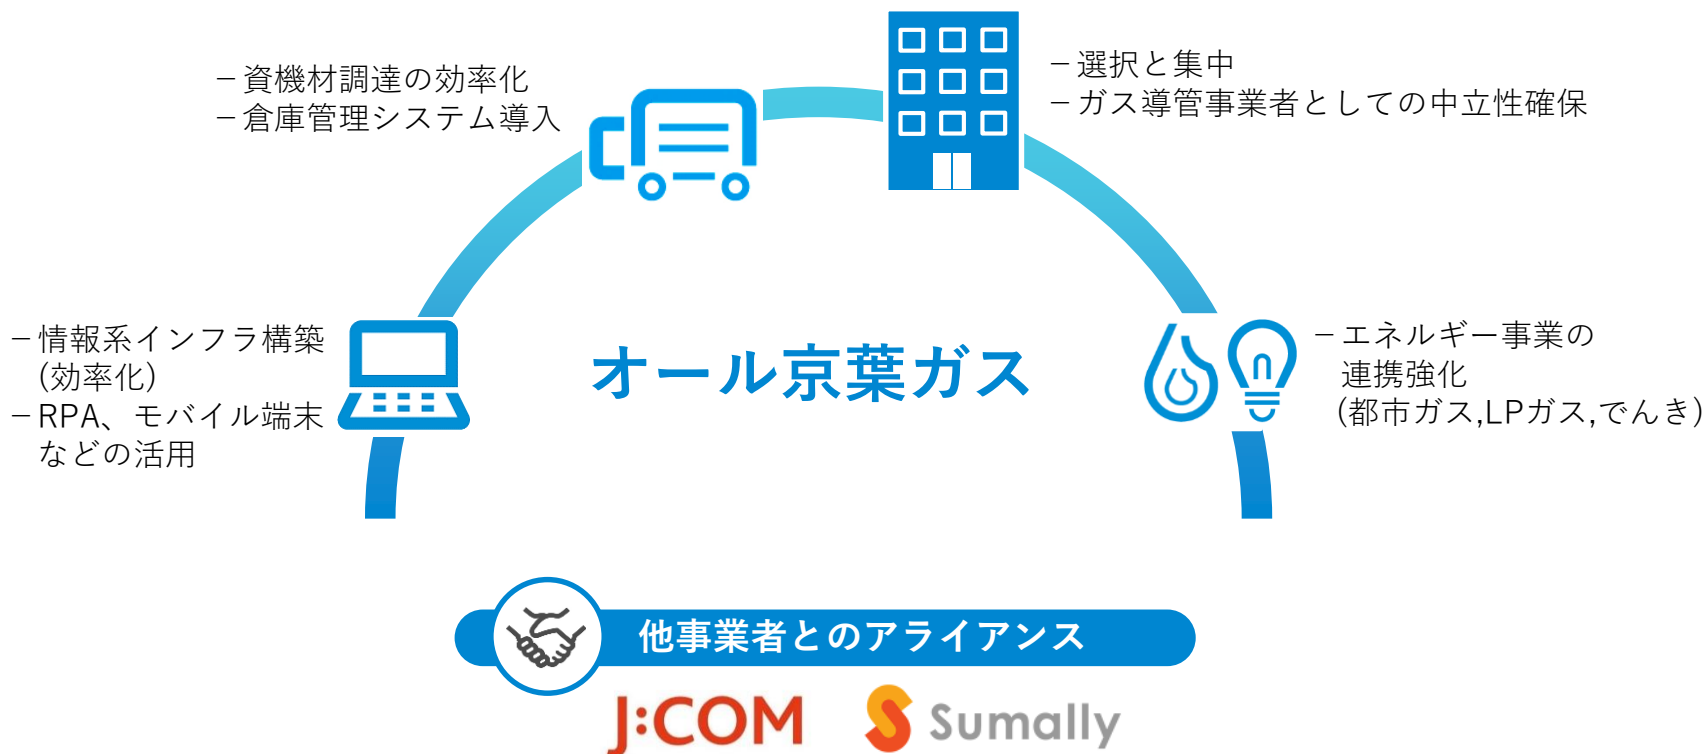 －資機材調達の効率化
－倉庫管理システム導入
－選択と集中
－ガス導管事業者としての中立性確保
－情報系インフラ構築
(効率化)
－RPA、モバイル端末
などの活用
オール京葉ガス
－エネルギー事業の
連携強化
(都市ガス,LPガス,でんき)
他事業者とのアライアンス
J:COM
Sumally